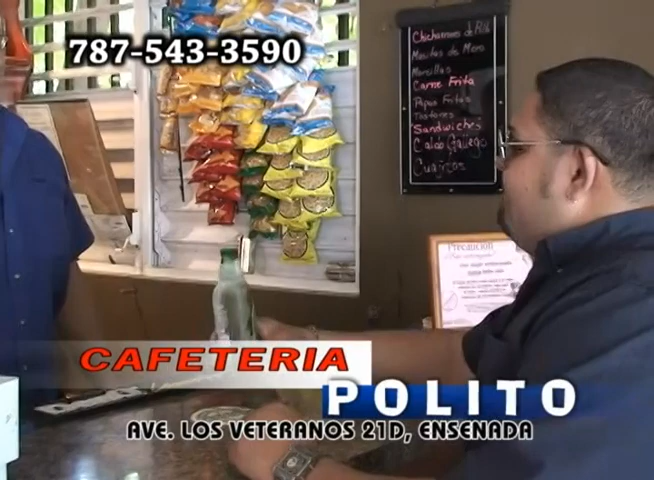 787-543-3590
Chicharrones de Pollo
Masitas de Mero
Morcillas
Carne Frita
Papas Fritas
Tostones
Sandwiches
Caldo Gallego
Cuajitos
Precaución
CAFETERIA
POLITO
AVE. LOS VETERANOS 21D, ENSENADA